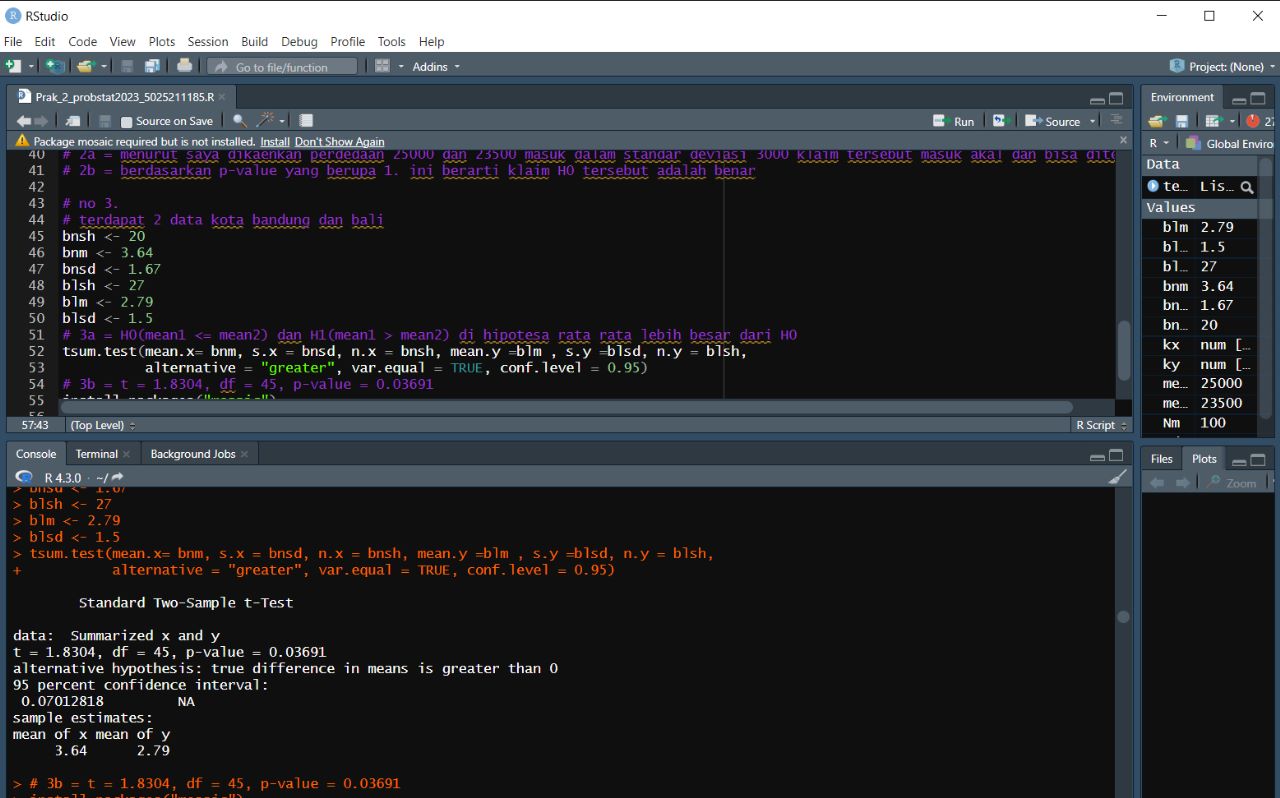 RStudio
File Edit Code View Plots Session Build Debug Profile Tools Help
Go to file/function Addins Project: (None)
Prak_2_probstat2023_5025211185.R
Source on Save Run Source
Package mosaic required but is not installed. Install Don't Show Again
40 # 2a = menurut saya dikaenkan perdedaan 25000 dan 23500 masuk dalam standar deviasi 3000 klaim tersebut masuk akal dan bisa dito
41 # 2b = berdasarkan p-value yang berupa 1. ini berarti klaim H0 tersebut adalah benar
42
43 # no 3.
44 # terdapat 2 data kota bandung dan bali
45 bnsh <- 20
46 bnm <- 3.64
47 bnsd <- 1.67
48 blsh <- 27
49 blm <- 2.79
50 blsd <- 1.5
51 # 3a = H0(mean1 <= mean2) dan H1(mean1 > mean2) di hipotesa rata rata lebih besar dari H0
52 tsum.test(mean.x= bnm, s.x = bnsd, n.x = bnsh, mean.y =blm , s.y =blsd, n.y = blsh,
53 alternative = "greater", var.equal = TRUE, conf.level = 0.95)
54 # 3b = t = 1.8304, df = 45, p-value = 0.03691
55 install.packages("mosaic")
56
57:43 (Top Level) R Script
Console Terminal Background Jobs
R 4.3.0 · ~/
> bnsd <- 1.67
> blsh <- 27
> blm <- 2.79
> blsd <- 1.5
> tsum.test(mean.x= bnm, s.x = bnsd, n.x = bnsh, mean.y =blm , s.y =blsd, n.y = blsh,
+ alternative = "greater", var.equal = TRUE, conf.level = 0.95)
Standard Two-Sample t-Test
data: Summarized x and y
t = 1.8304, df = 45, p-value = 0.03691
alternative hypothesis: true difference in means is greater than 0
95 percent confidence interval:
0.07012818 NA
sample estimates:
mean of x mean of y
3.64 2.79
> # 3b = t = 1.8304, df = 45, p-value = 0.03691
> install.packages("mosaic")
Environment
27
R Global Enviro
Data
te... Lis...
Values
blm 2.79
bl... 1.5
bl... 27
bnm 3.64
bn... 1.67
bn... 20
kx num [...
ky num [...
me... 25000
me... 23500
Nm 100
Files Plots
Zoom